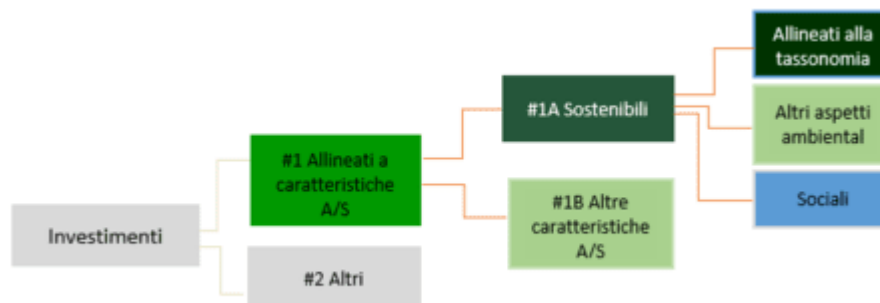 Investimenti
#1 Allineati a
caratteristiche
A/S
#2 Altri
#1A Sostenibili
#1B Altre
caratteristiche
A/S
Allineati alla
tassonomia
Altri aspetti
ambiental
Sociali